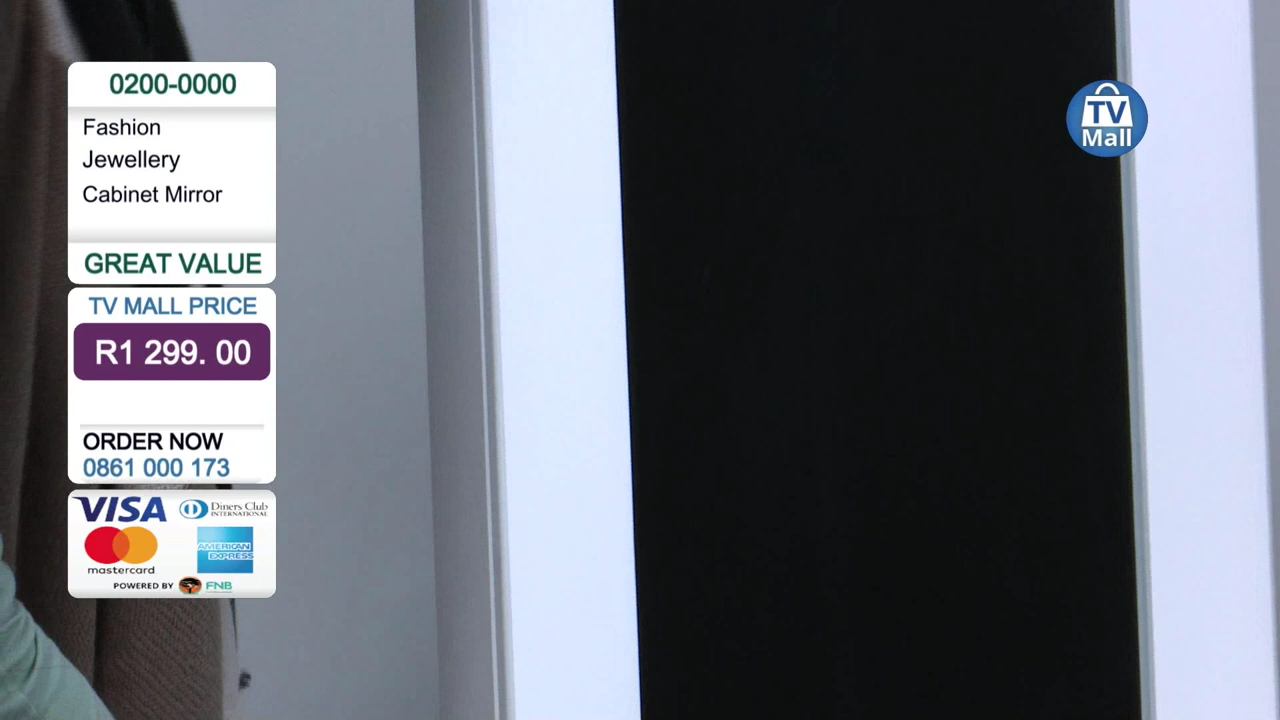 0200-0000
Fashion
Jewellery
Cabinet Mirror
GREAT VALUE
TV MALL PRICE
R1 299. 00
ORDER NOW
0861 000 173
VISA
Diners Club
INTERNATIONAL
mastercard
AMERICAN
EXPRESS
POWERED BY FNB
TV
Mall